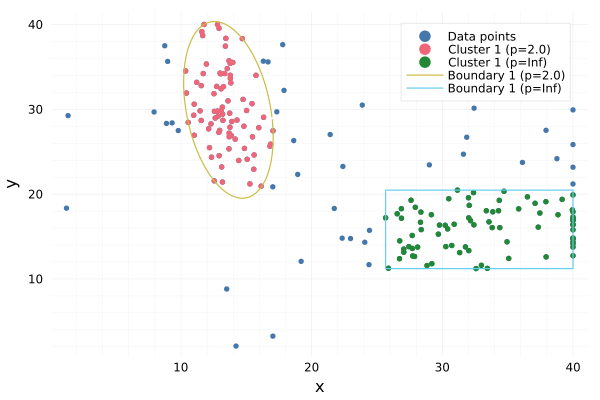 40
30
20
10
10
20
30
40
x
y
Data points
Cluster 1 (p=2.0)
Cluster 1 (p=Inf)
Boundary 1 (p=2.0)
Boundary 1 (p=Inf)